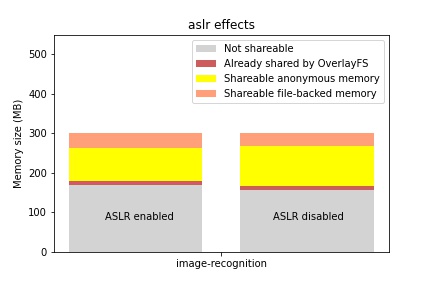 aslr effects
Not shareable
Already shared by OverlayFS
Shareable anonymous memory
Shareable file-backed memory
Memory size (MB)
500
400
300
200
100
0
ASLR enabled
ASLR disabled
image-recognition